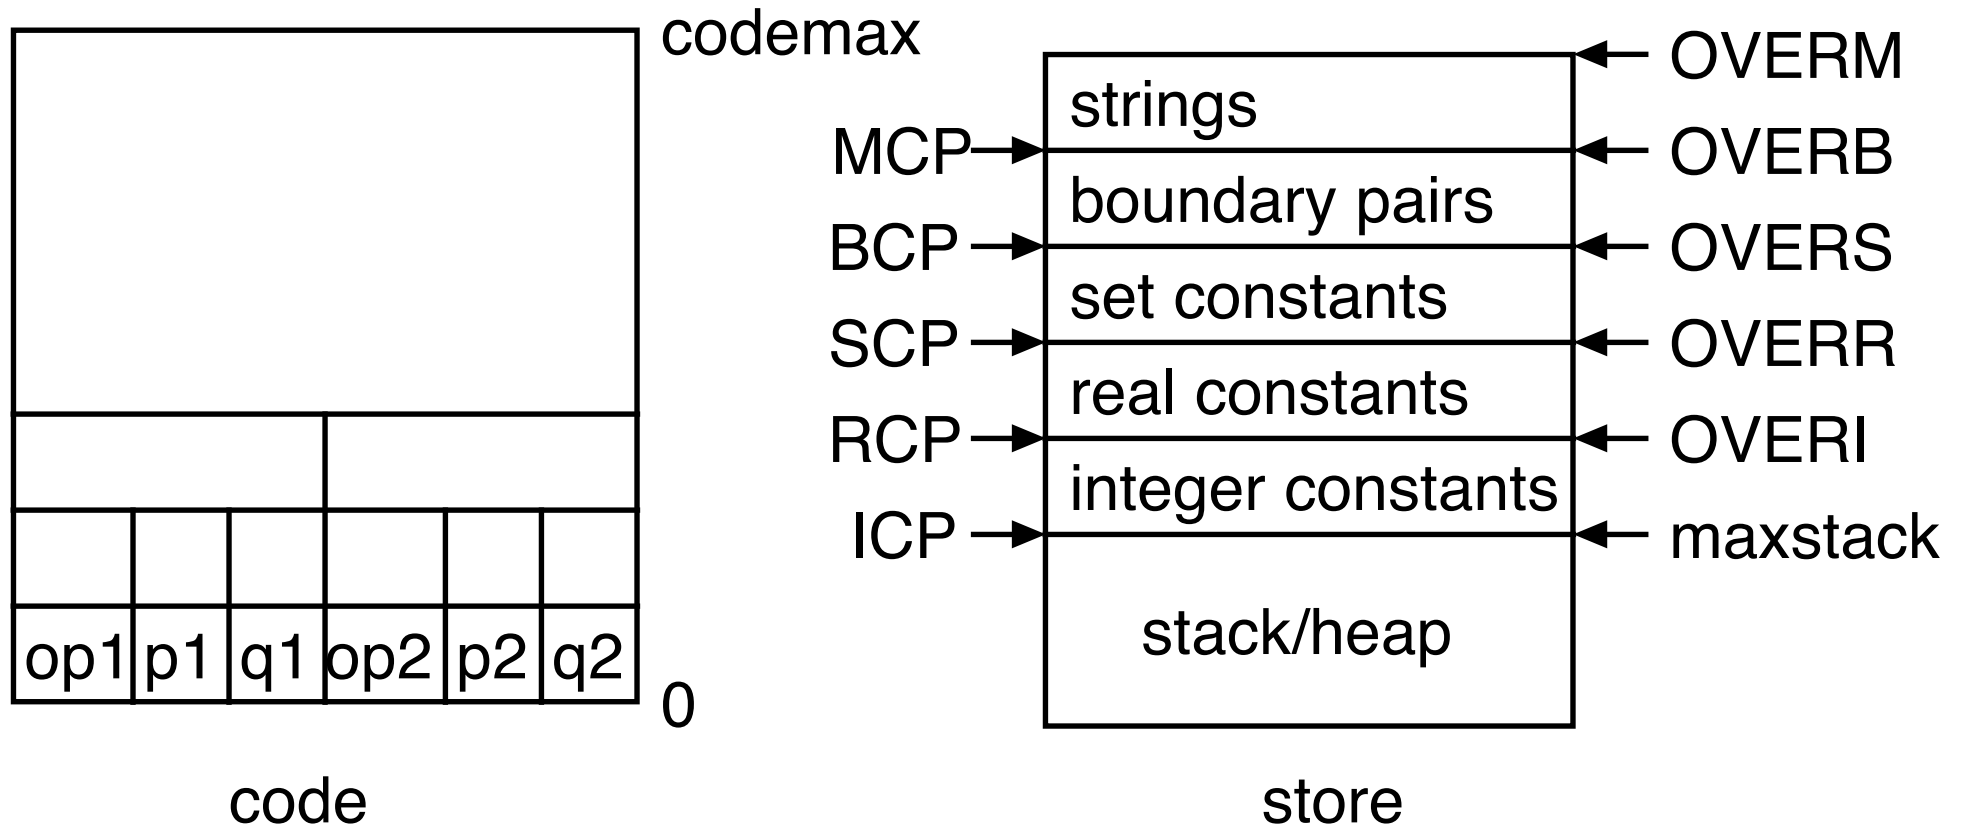 codemax
op1 p1 q1 op2 p2 q2
0
code
OVERM
strings
MCP OVERB
boundary pairs
BCP OVERS
set constants
SCP OVERR
real constants
RCP OVERI
integer constants
ICP maxstack
stack/heap
store